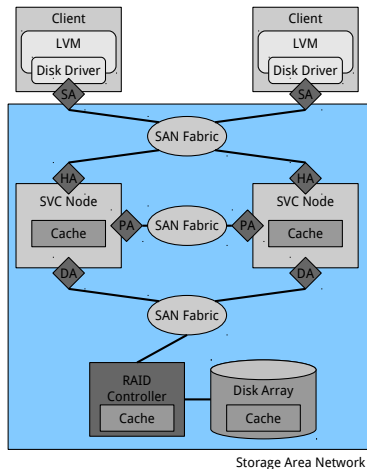 Client
Client
LVM
LVM
Disk Driver
Disk Driver
SA
SA
SAN Fabric
HA
HA
SVC Node
SVC Node
Cache
PA
SAN Fabric
PA
Cache
DA
DA
SAN Fabric
RAID
Controller
Cache
Disk Array
Cache
Storage Area Network